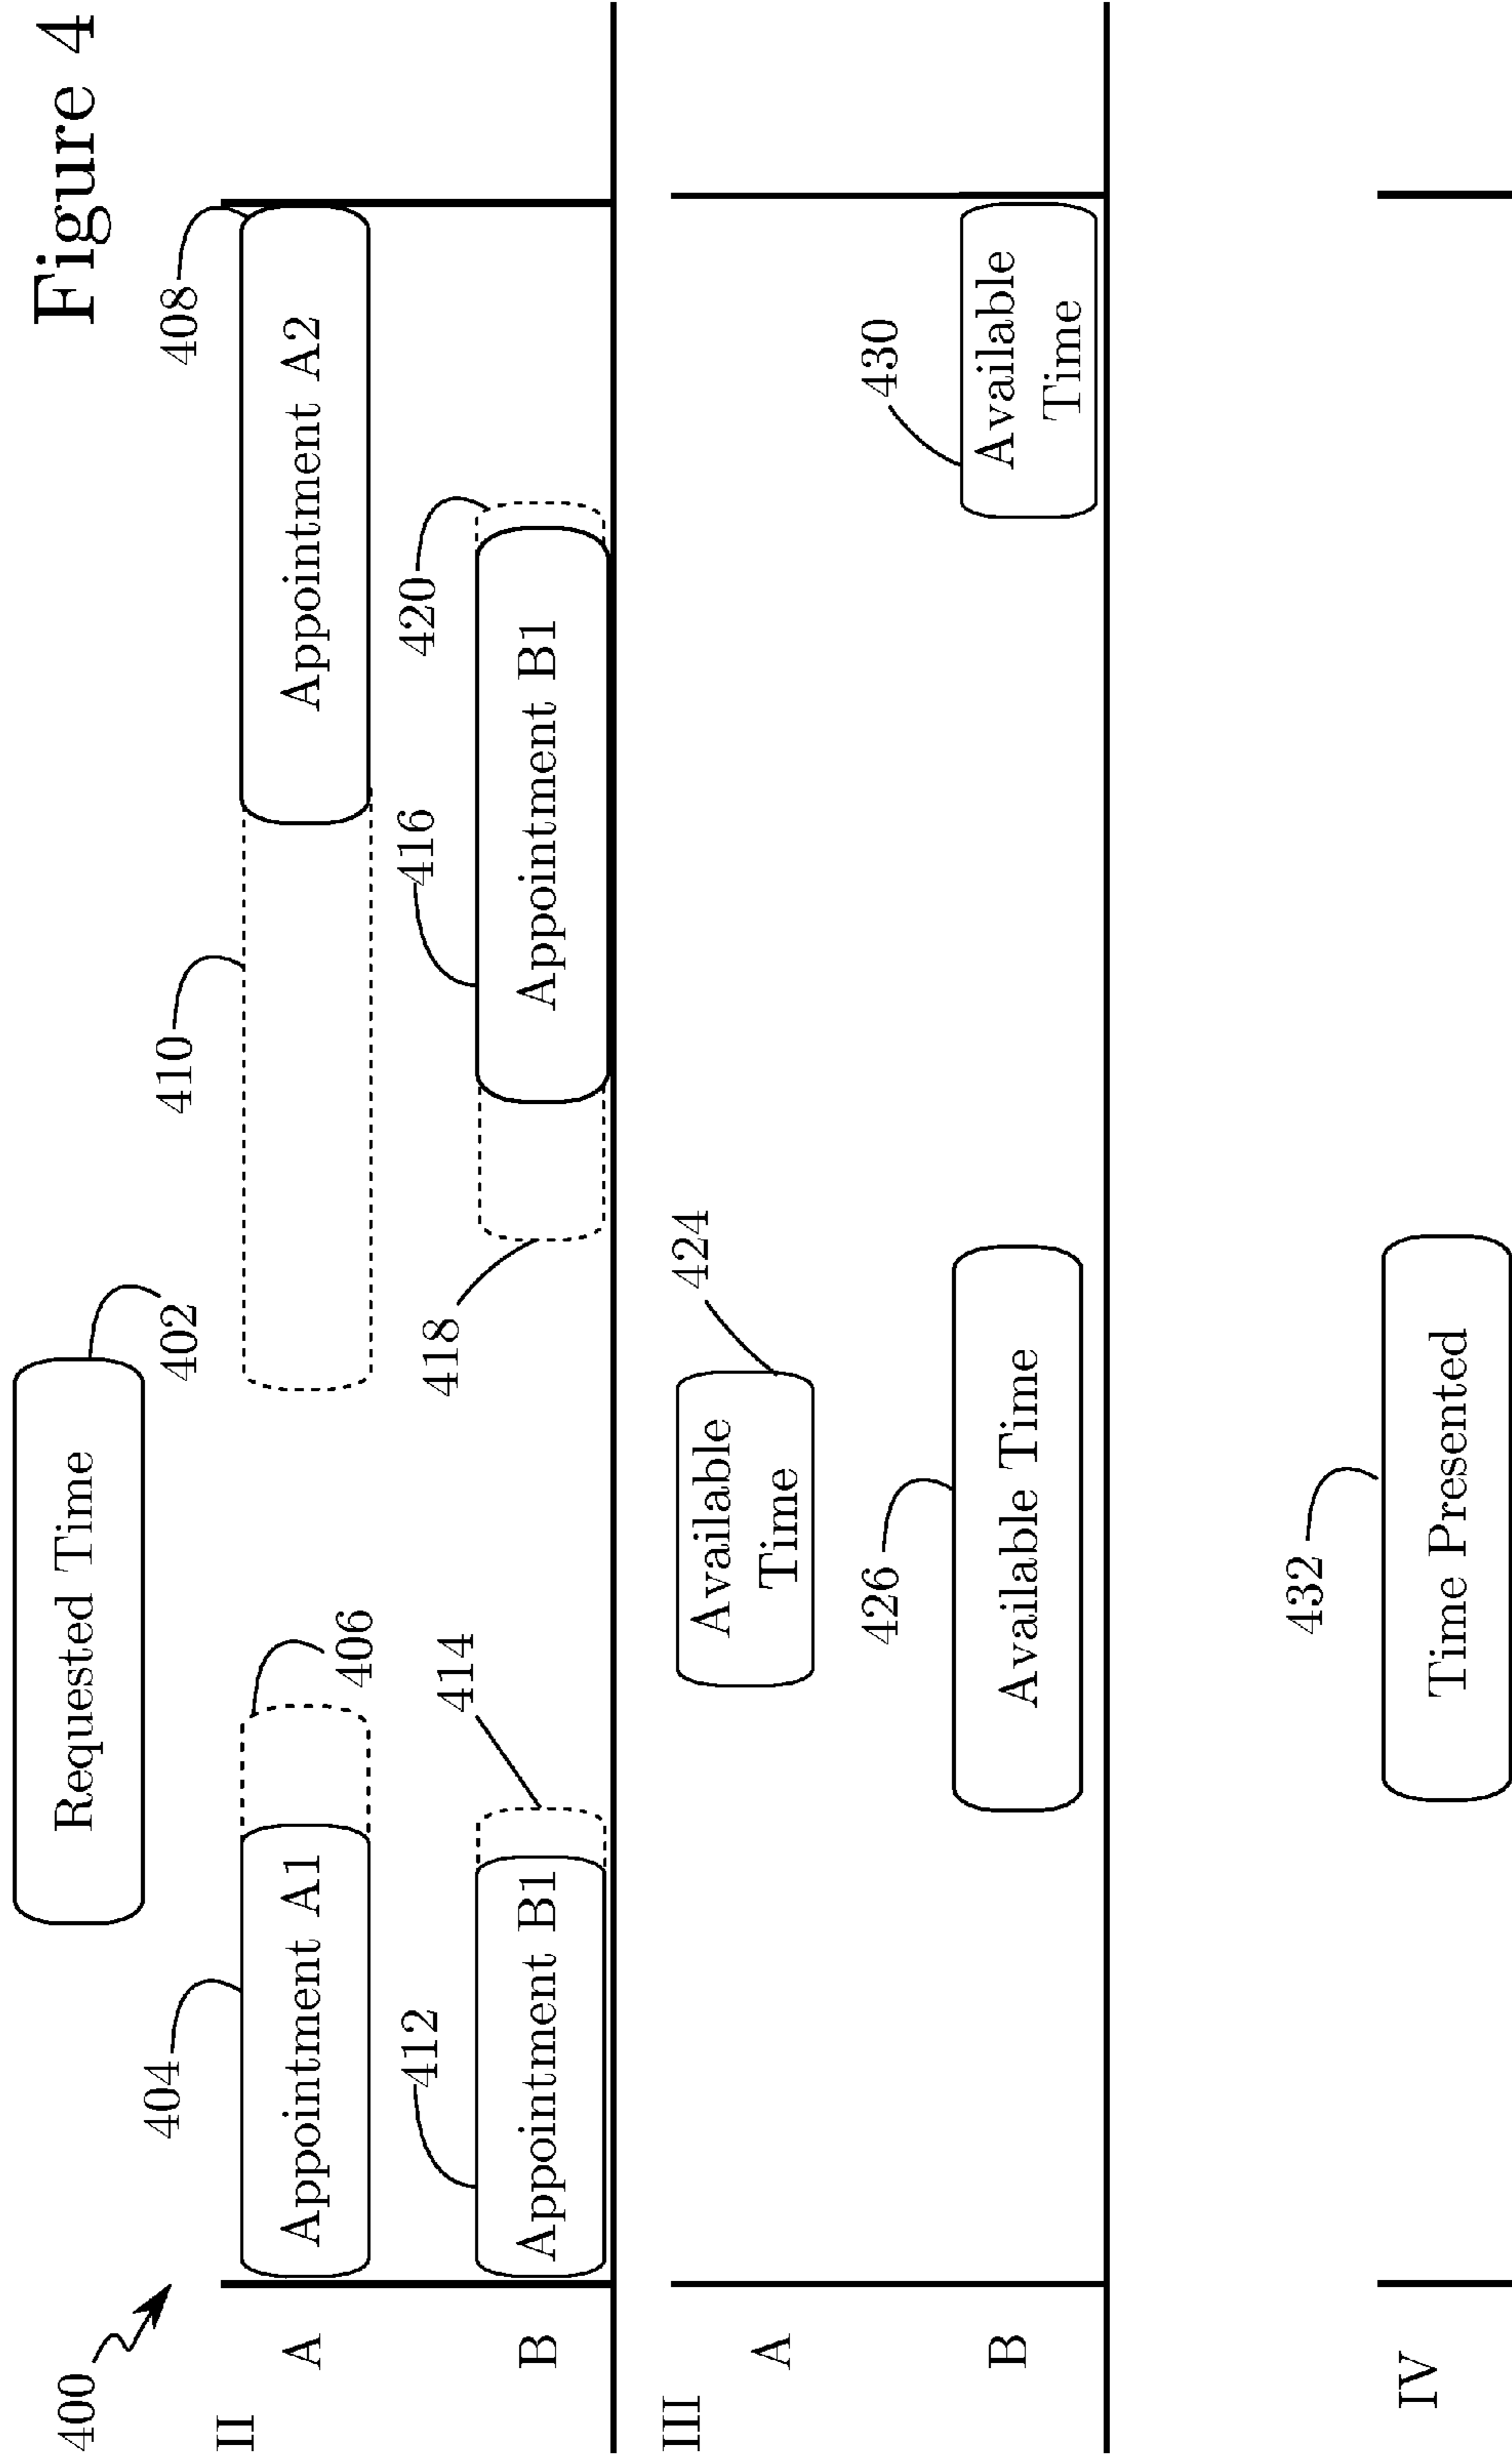 Figure 4
400
Requested Time
402
II
A
404
Appointment A1
406
410
Appointment A2
408
B
412
Appointment B1
414
418
416
Appointment B1
420
III
A
Available
Time
424
B
426
Available Time
430
Available
Time
IV
432
Time Presented